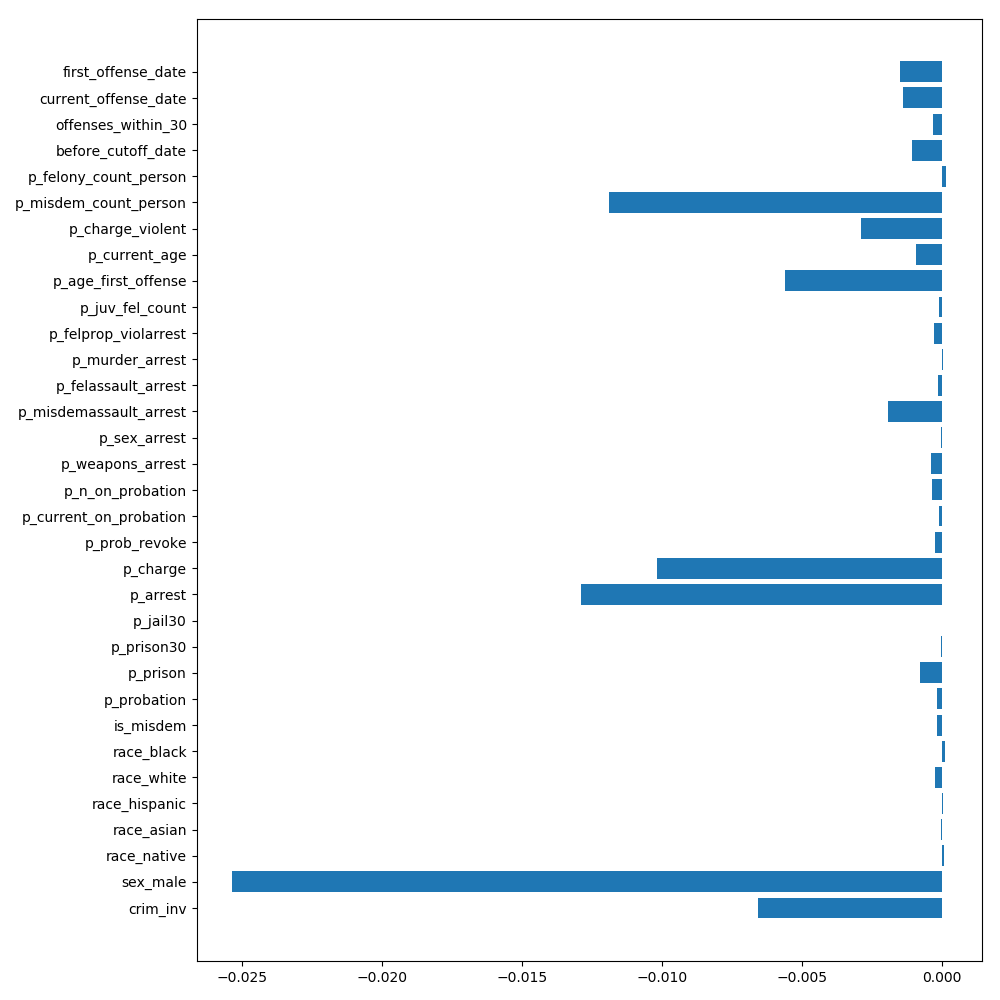 first_offense_date
current_offense_date
offenses_within_30
before_cutoff_date
p_felony_count_person
p_misdem_count_person
p_charge_violent
p_current_age
p_age_first_offense
p_juv_fel_count
p_felprop_violarrest
p_murder_arrest
p_felassault_arrest
p_misdemassault_arrest
p_sex_arrest
p_weapons_arrest
p_n_on_probation
p_current_on_probation
p_prob_revoke
p_charge
p_arrest
p_jail30
p_prison30
p_prison
p_probation
is_misdem
race_black
race_white
race_hispanic
race_asian
race_native
sex_male
crim_inv
−0.025 −0.020 −0.015 −0.010 −0.005 0.000